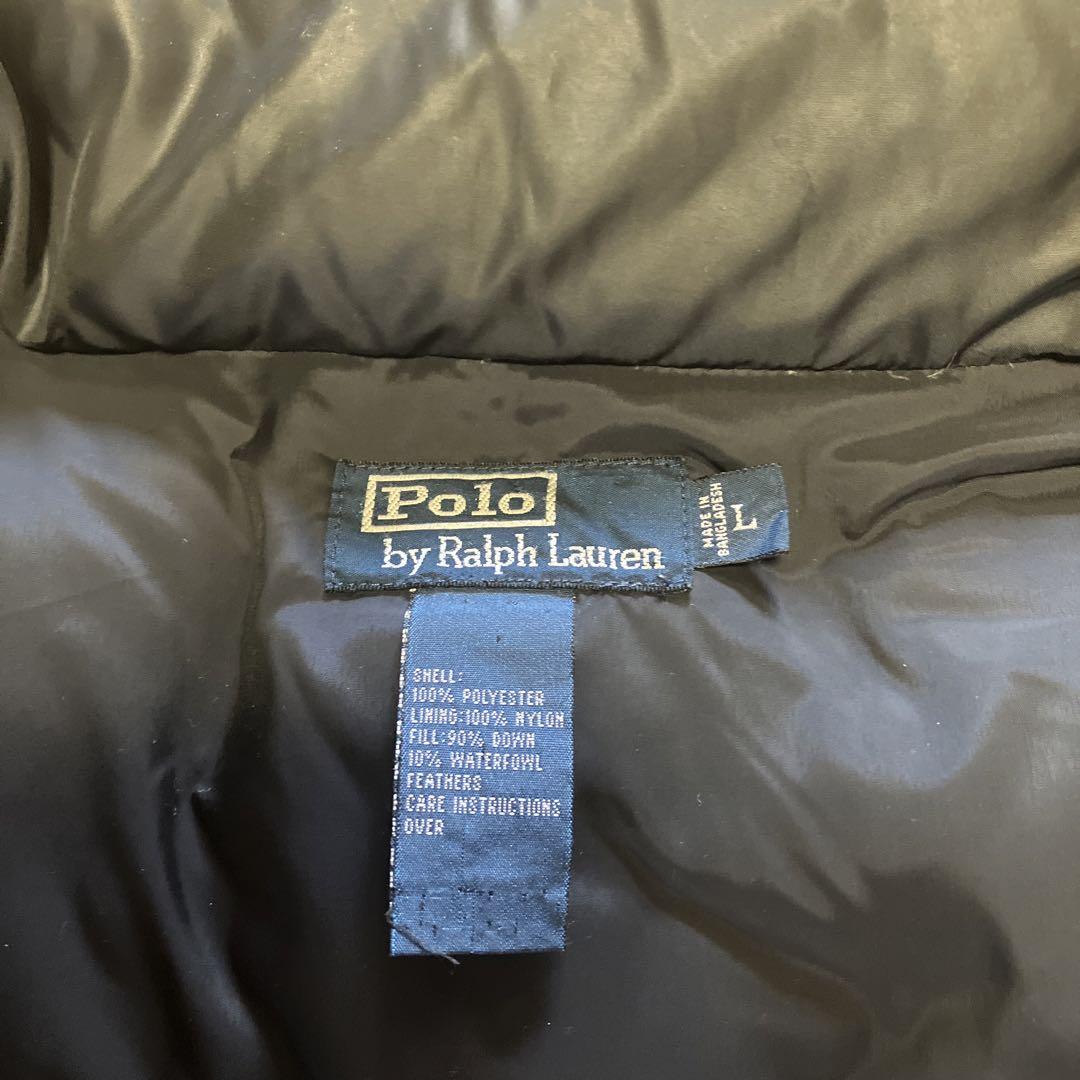 Polo
by Ralph Lauren
MADE IN
BANGLADESH
L
SHELL:
100% POLYESTER
LINING:100% NYLON
FILL:90% DOWN
10% WATERFOWL
FEATHERS
CARE INSTRUCTIONS
OVER